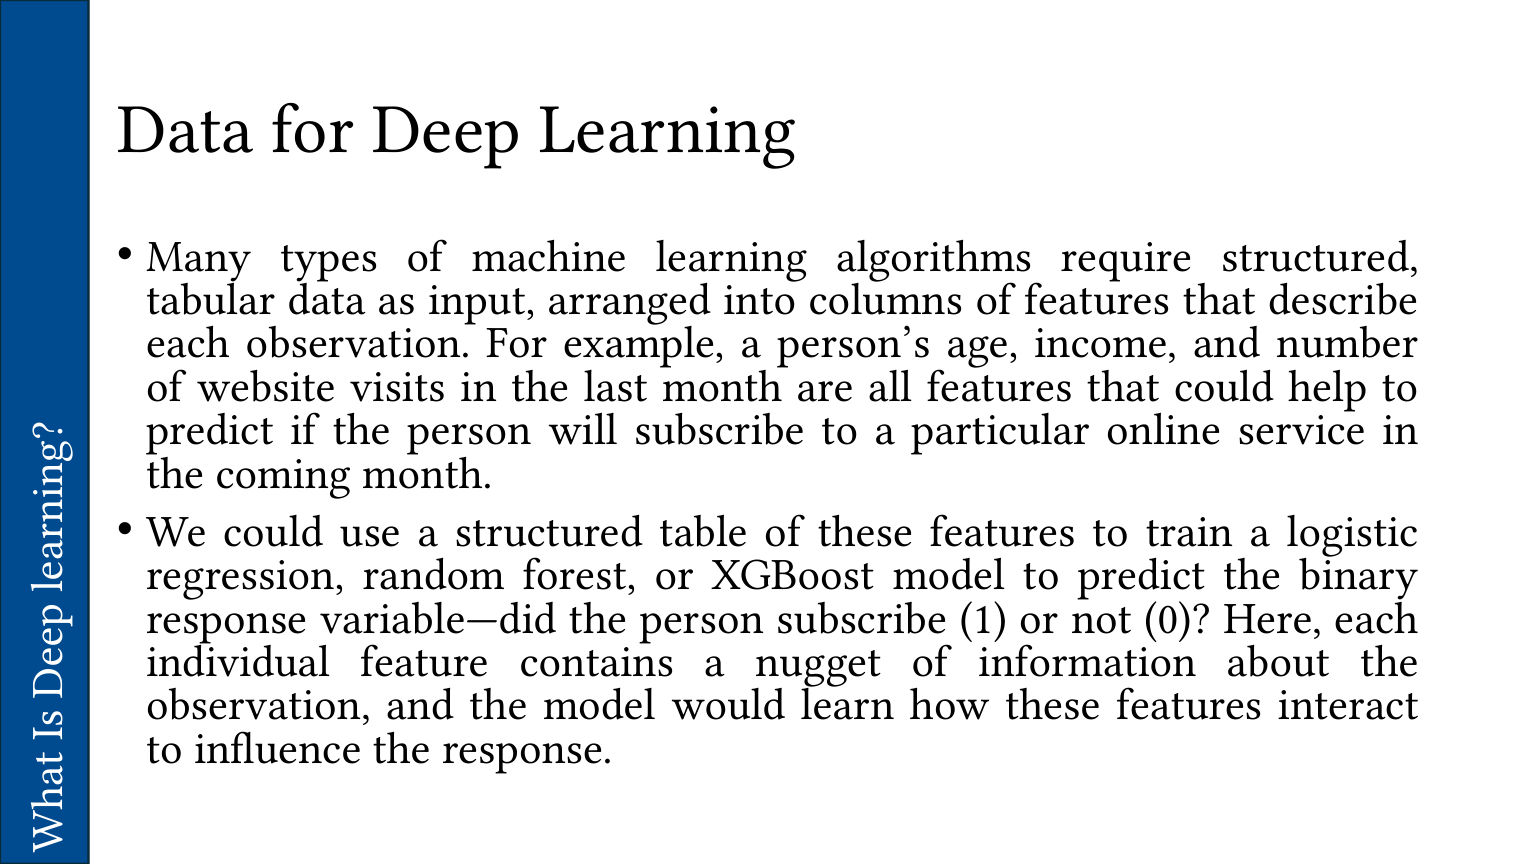 Data for Deep Learning
• Many types of machine learning algorithms require structured,
tabular data as input, arranged into columns of features that describe
each observation. For example, a person’s age, income, and number
of website visits in the last month are all features that could help to
predict if the person will subscribe to a particular online service in
the coming month.
• We could use a structured table of these features to train a logistic
regression, random forest, or XGBoost model to predict the binary
response variable—did the person subscribe (1) or not (0)? Here, each
individual feature contains a nugget of information about the
observation, and the model would learn how these features interact
to influence the response.
What Is Deep learning?